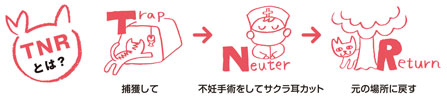 TNR
とは？
Trap
捕獲して
Neuter
不妊手術をしてサクラ耳カット
Return
元の場所に戻す